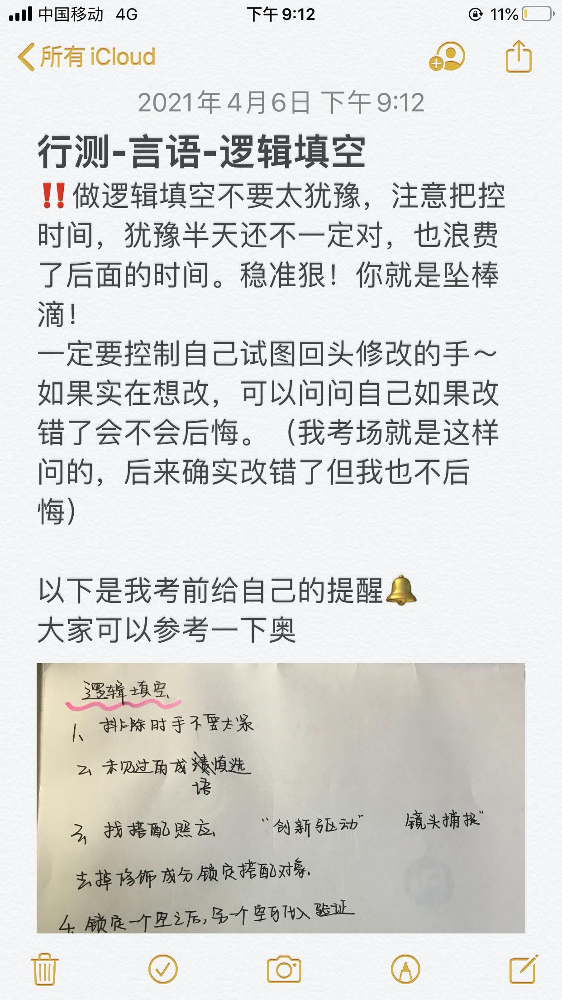 中国移动 4G 下午9:12 11%
所有 iCloud
2021年4月6日 下午9:12
行测-言语-逻辑填空
‼️做逻辑填空不要太犹豫，注意把控
时间，犹豫半天还不一定对，也浪费
了后面的时间。稳准狠！你就是坠棒
滴！
一定要控制自己试图回头修改的手～
如果实在想改，可以问问自己如果改
错了会不会后悔。（我考场就是这样
问的，后来确实改错了但我也不后
悔）
以下是我考前给自己的提醒🔔
大家可以参考一下奥
逻辑填空
1、排除时手不要太紧
2、未见过的成慎选
语
3、找搭配照应 “创新驱动” 镜头捕捉”
去掉修饰成分锁定搭配对象.
4、锁定一个空之后,另一个空再代入验证